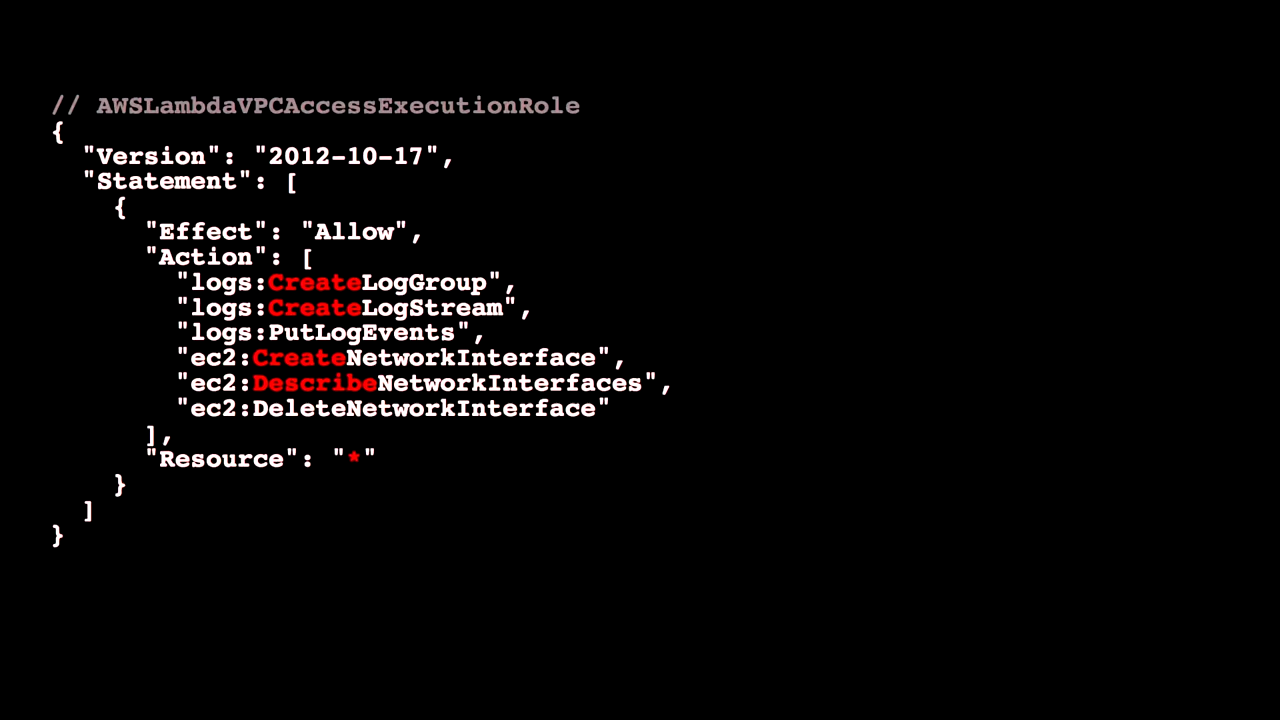 // AWSLambdaVPCAccessExecutionRole
{
  "Version": "2012-10-17",
  "Statement": [
    {
      "Effect": "Allow",
      "Action": [
        "logs:CreateLogGroup",
        "logs:CreateLogStream",
        "logs:PutLogEvents",
        "ec2:CreateNetworkInterface",
        "ec2:DescribeNetworkInterfaces",
        "ec2:DeleteNetworkInterface"
      ],
      "Resource": "*"
    }
  ]
}